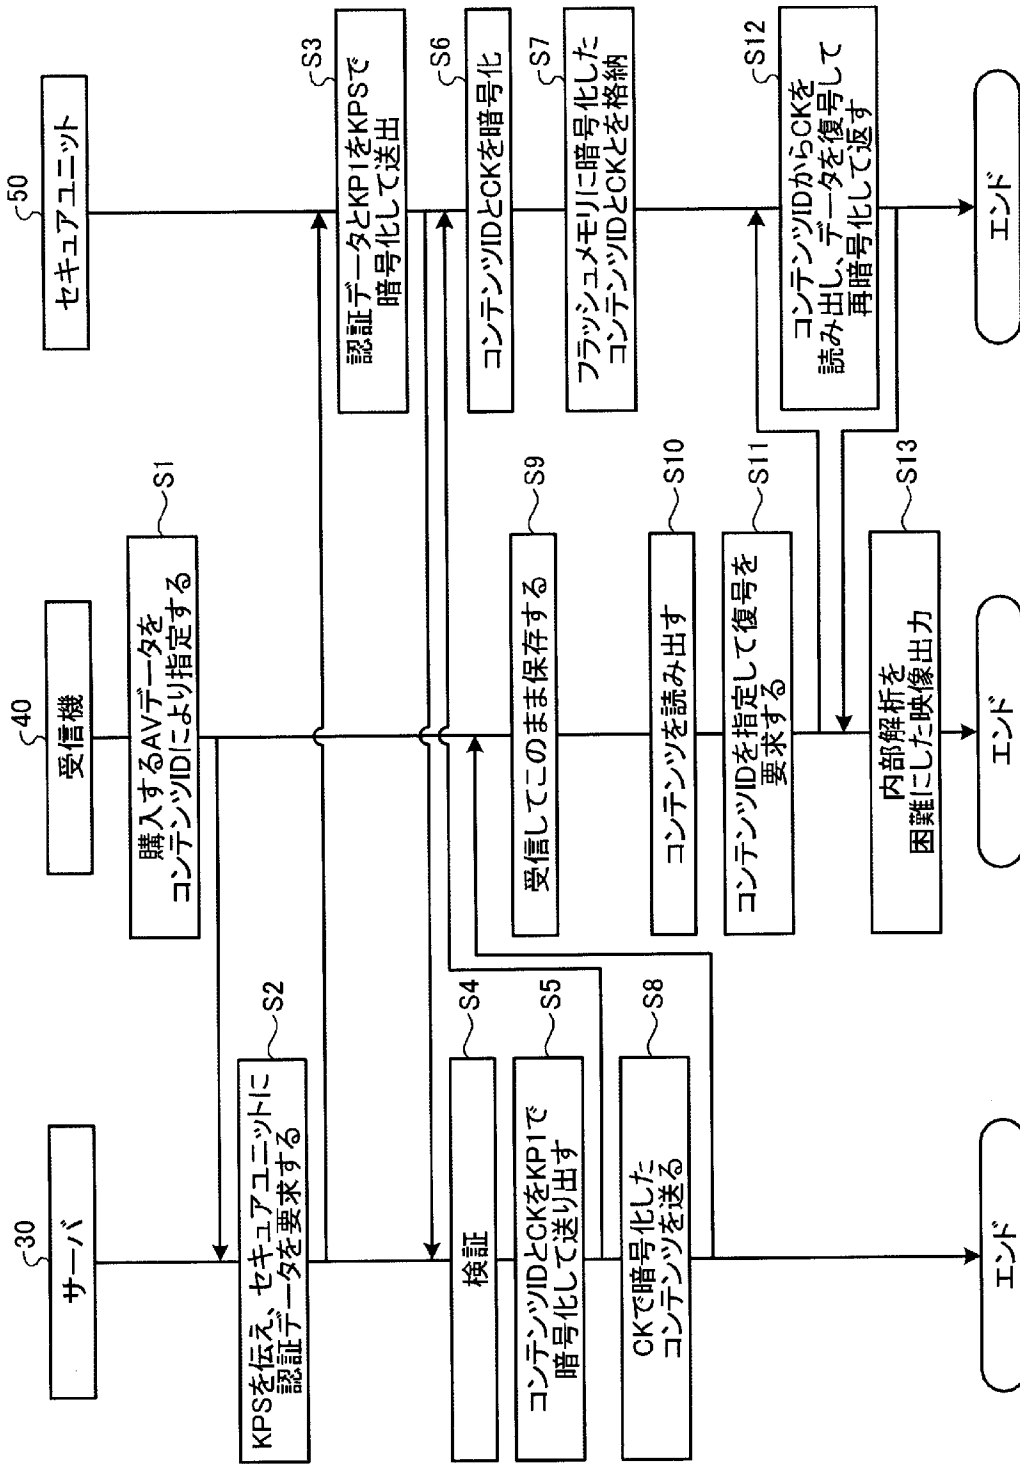 30
サーバ
40
受信機
50
セキュアユニット
S1
購入するAVデータを
コンテンツIDにより指定する
S2
KPSを伝え、セキュアユニットに
認証データを要求する
S3
認証データとKP1をKPSで
暗号化して送出
S4
検証
S5
コンテンツIDとCKをKP1で
暗号化して送り出す
S6
コンテンツIDとCKを暗号化
S7
フラッシュメモリに暗号化した
コンテンツIDとCKとを格納
S8
CKで暗号化した
コンテンツを送る
S9
受信してこのまま保存する
S10
コンテンツを読み出す
S11
コンテンツIDを指定して復号を
要求する
S12
コンテンツIDからCKを
読み出し、データを復号して
再暗号化して返す
S13
内部解析を
困難にした映像出力
エンド
エンド
エンド